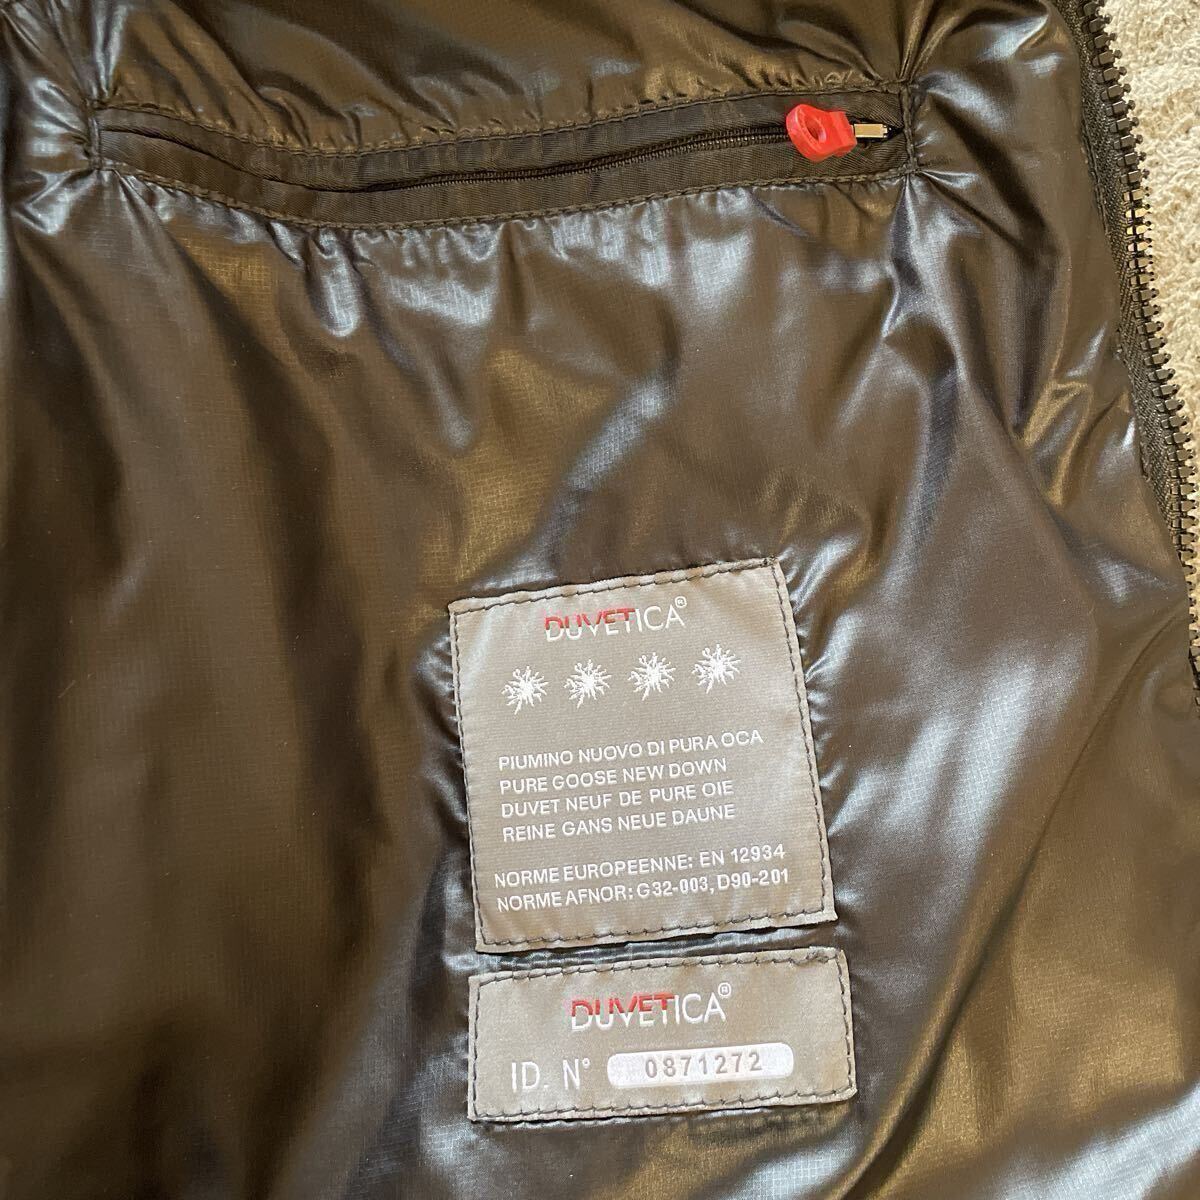 DUVETICA®
PIUMINO NUOVO DI PURA OCA
PURE GOOSE NEW DOWN
DUVET NEUF DE PURE OIE
REINE GANS NEUE DAUNE
NORME EUROPEENNE: EN 12934
NORME AFNOR: G32-003, D90-201
DUVETICA®
ID. N° 0871272